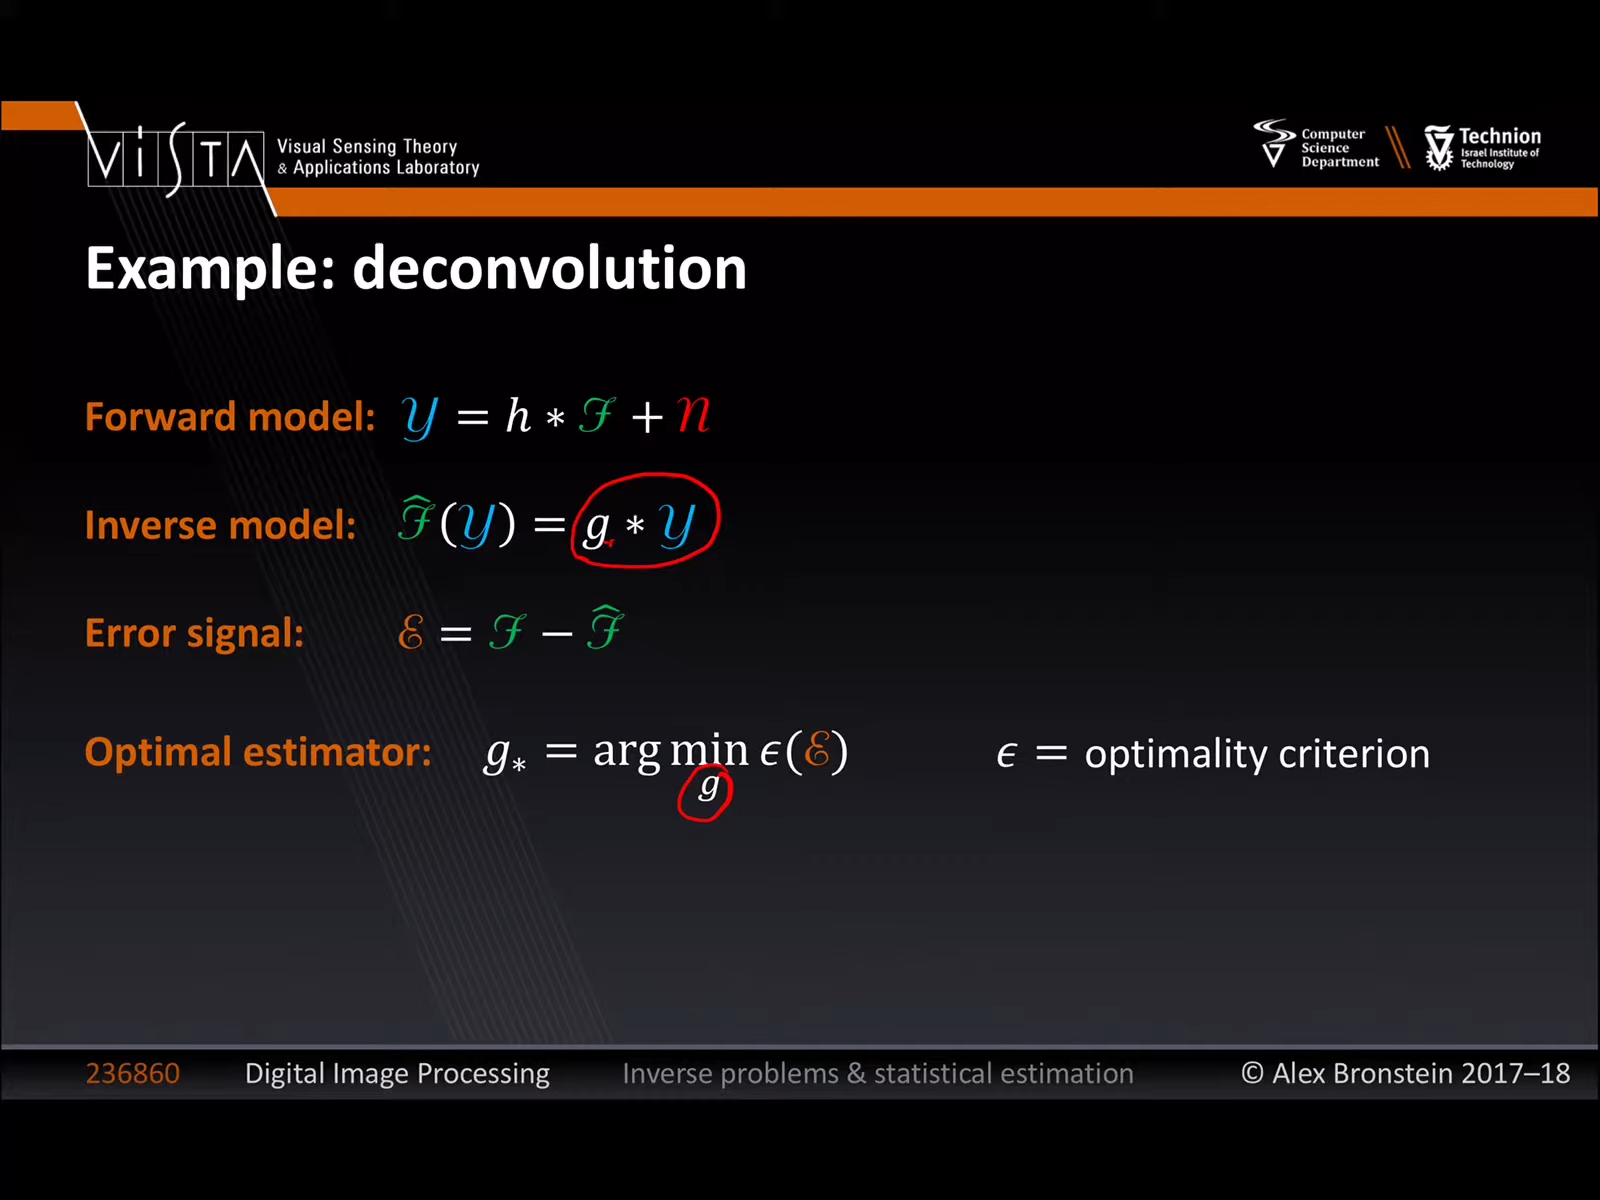 ViSTA
Visual Sensing Theory
& Applications Laboratory
Computer
Science
Department
Technion
Israel Institute of
Technology
Example: deconvolution
Forward model: 𝒴 = h ∗ ℱ + 𝒩
Inverse model: ℱ̂(𝒴) = g ∗ 𝒴
Error signal: ℰ = ℱ − ℱ̂
Optimal estimator: g∗ = arg min ϵ(ℰ) ϵ = optimality criterion
g
236860 Digital Image Processing Inverse problems & statistical estimation © Alex Bronstein 2017–18